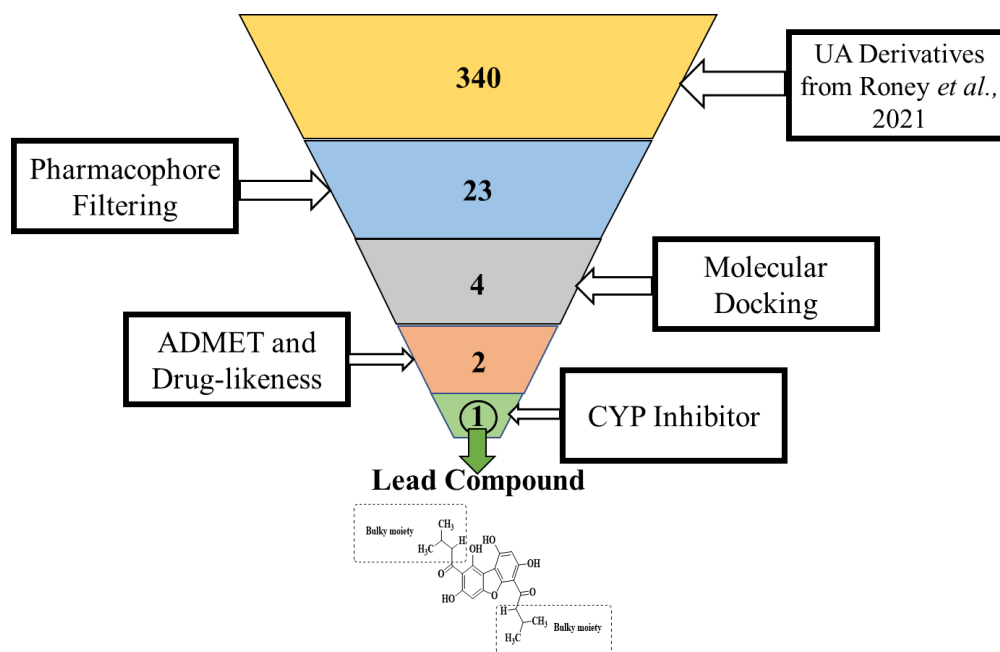 340
UA Derivatives
from Roney et al.,
2021
Pharmacophore
Filtering
23
4
Molecular
Docking
ADMET and
Drug-likeness
2
1
CYP Inhibitor
Lead Compound
Bulky moiety
CH₃
H₃C
H
O
HO
OH
HO
OH
O
O
H
CH₃
H₃C
Bulky moiety